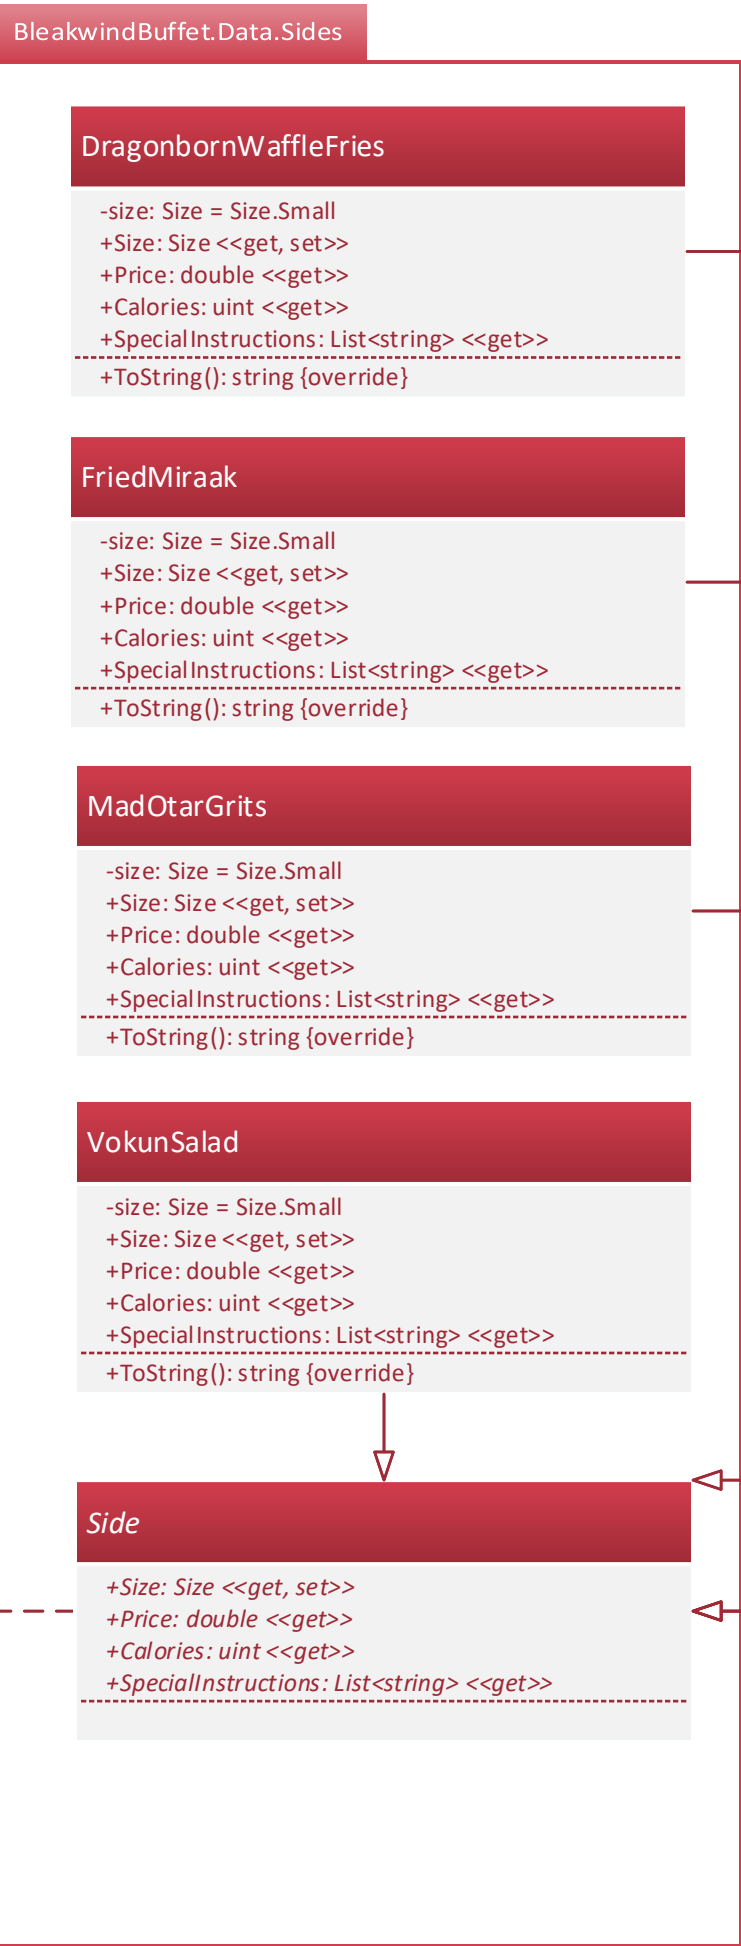 BleakwindBuffet.Data.Sides
DragonbornWaffleFries
-size: Size = Size.Small
+Size: Size <<get, set>>
+Price: double <<get>>
+Calories: uint <<get>>
+SpecialInstructions: List<string> <<get>>
+ToString(): string {override}
FriedMiraak
-size: Size = Size.Small
+Size: Size <<get, set>>
+Price: double <<get>>
+Calories: uint <<get>>
+SpecialInstructions: List<string> <<get>>
+ToString(): string {override}
MadOtarGrits
-size: Size = Size.Small
+Size: Size <<get, set>>
+Price: double <<get>>
+Calories: uint <<get>>
+SpecialInstructions: List<string> <<get>>
+ToString(): string {override}
VokunSalad
-size: Size = Size.Small
+Size: Size <<get, set>>
+Price: double <<get>>
+Calories: uint <<get>>
+SpecialInstructions: List<string> <<get>>
+ToString(): string {override}
Side
+Size: Size <<get, set>>
+Price: double <<get>>
+Calories: uint <<get>>
+SpecialInstructions: List<string> <<get>>